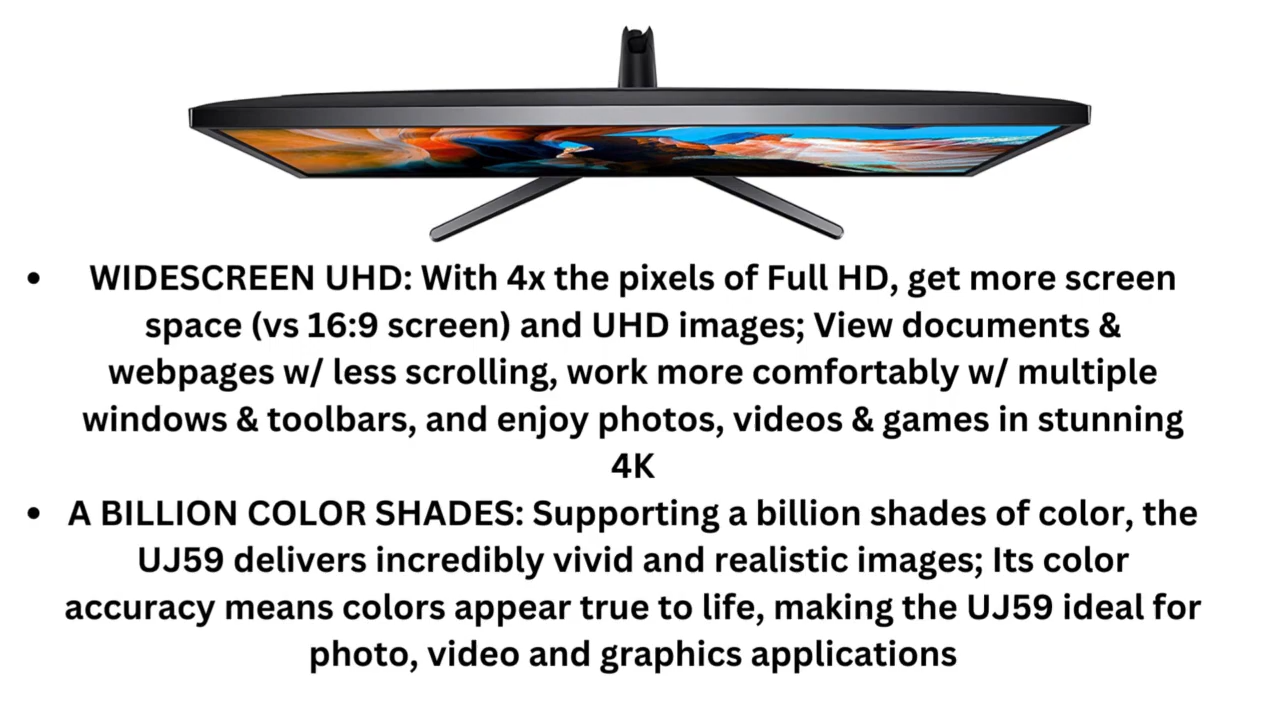 • WIDESCREEN UHD: With 4x the pixels of Full HD, get more screen
space (vs 16:9 screen) and UHD images; View documents &
webpages w/ less scrolling, work more comfortably w/ multiple
windows & toolbars, and enjoy photos, videos & games in stunning
4K
• A BILLION COLOR SHADES: Supporting a billion shades of color, the
UJ59 delivers incredibly vivid and realistic images; Its color
accuracy means colors appear true to life, making the UJ59 ideal for
photo, video and graphics applications